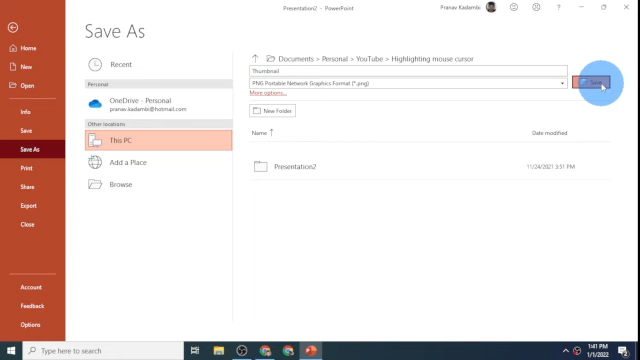 Presentation2 - PowerPoint
Pranav Kadambi
Save As
Home
New
Open
Info
Save
Save As
Print
Share
Export
Close
Account
Feedback
Options
Recent
Personal
OneDrive - Personal
pranav.kadambi@hotmail.com
Other locations
This PC
Add a Place
Browse
Documents > Personal > YouTube > Highlighting mouse cursor
Thumbnail
PNG Portable Network Graphics Format (*.png)
Save
More options...
New Folder
Name
Date modified
Presentation2
11/24/2021 3:51 PM
Type here to search
1:41 PM
1/1/2022